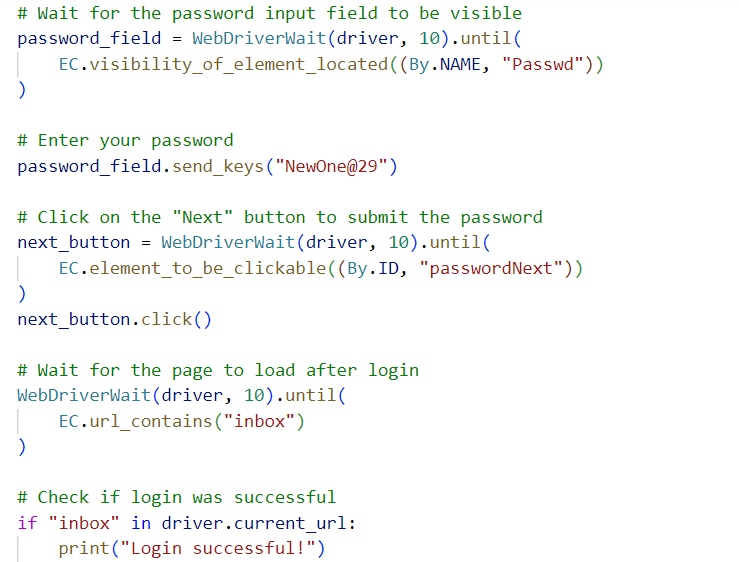 # Wait for the password input field to be visible
password_field = WebDriverWait(driver, 10).until(
    EC.visibility_of_element_located((By.NAME, "Passwd"))
)
# Enter your password
password_field.send_keys("NewOne@29")
# Click on the "Next" button to submit the password
next_button = WebDriverWait(driver, 10).until(
    EC.element_to_be_clickable((By.ID, "passwordNext"))
)
next_button.click()
# Wait for the page to load after login
WebDriverWait(driver, 10).until(
    EC.url_contains("inbox")
)
# Check if login was successful
if "inbox" in driver.current_url:
    print("Login successful!")